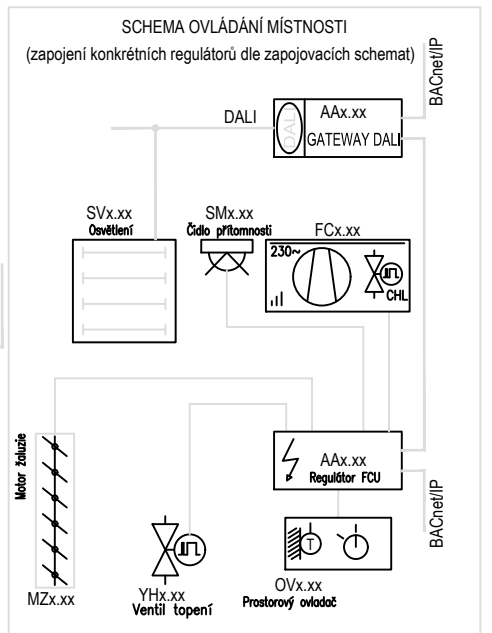 SCHEMA OVLÁDÁNÍ MÍSTNOSTI
(zapojení konkrétních regulátorů dle zapojovacích schemat)
BACnet/IP
DALI
DALI
AAx.xx
GATEWAY DALI
SVx.xx
Osvětlení
SMx.xx
Čidlo přítomnosti
FCx.xx
230~
CHL
Motor žaluzie
MZx.xx
YHx.xx
Ventil topení
AAx.xx
Regulátor FCU
BACnet/IP
T
OVx.xx
Prostorový ovladač